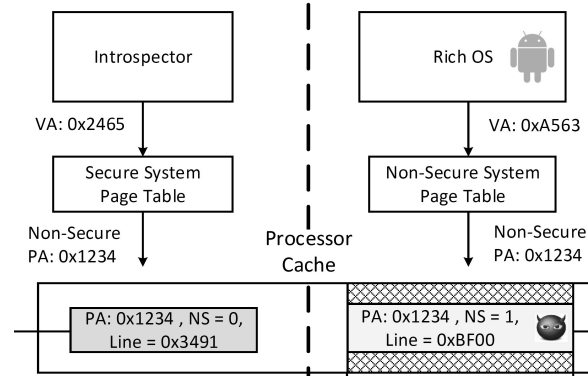 Introspector
Rich OS
VA: 0x2465
VA: 0xA563
Secure System
Page Table
Non-Secure System
Page Table
Non-Secure
PA: 0x1234
Non-Secure
PA: 0x1234
Processor
Cache
PA: 0x1234 , NS = 0,
Line = 0x3491
PA: 0x1234 , NS = 1,
Line = 0xBF00